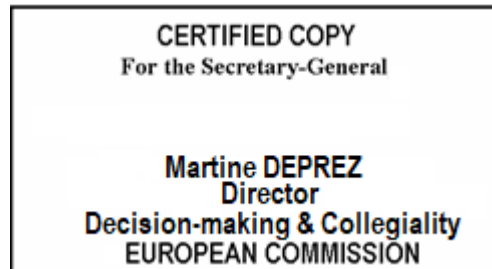 CERTIFIED COPY
For the Secretary-General
Martine DEPREZ
Director
Decision-making & Collegiality
EUROPEAN COMMISSION